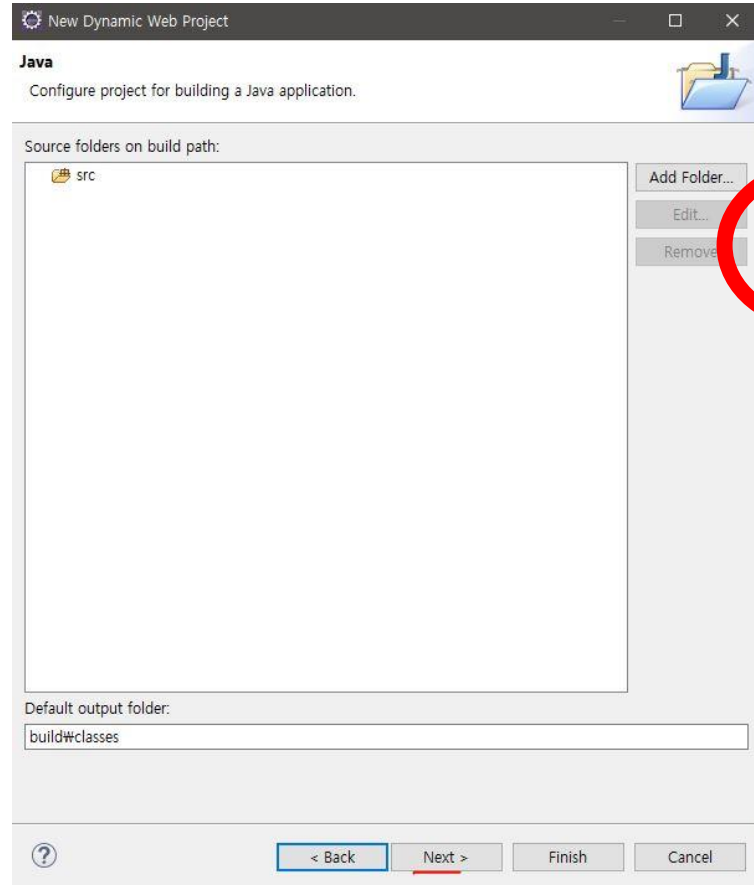 New Dynamic Web Project
Java
Configure project for building a Java application.
Source folders on build path:
src
Add Folder...
Edit...
Remove
Default output folder:
build₩classes
?
< Back
Next >
Finish
Cancel